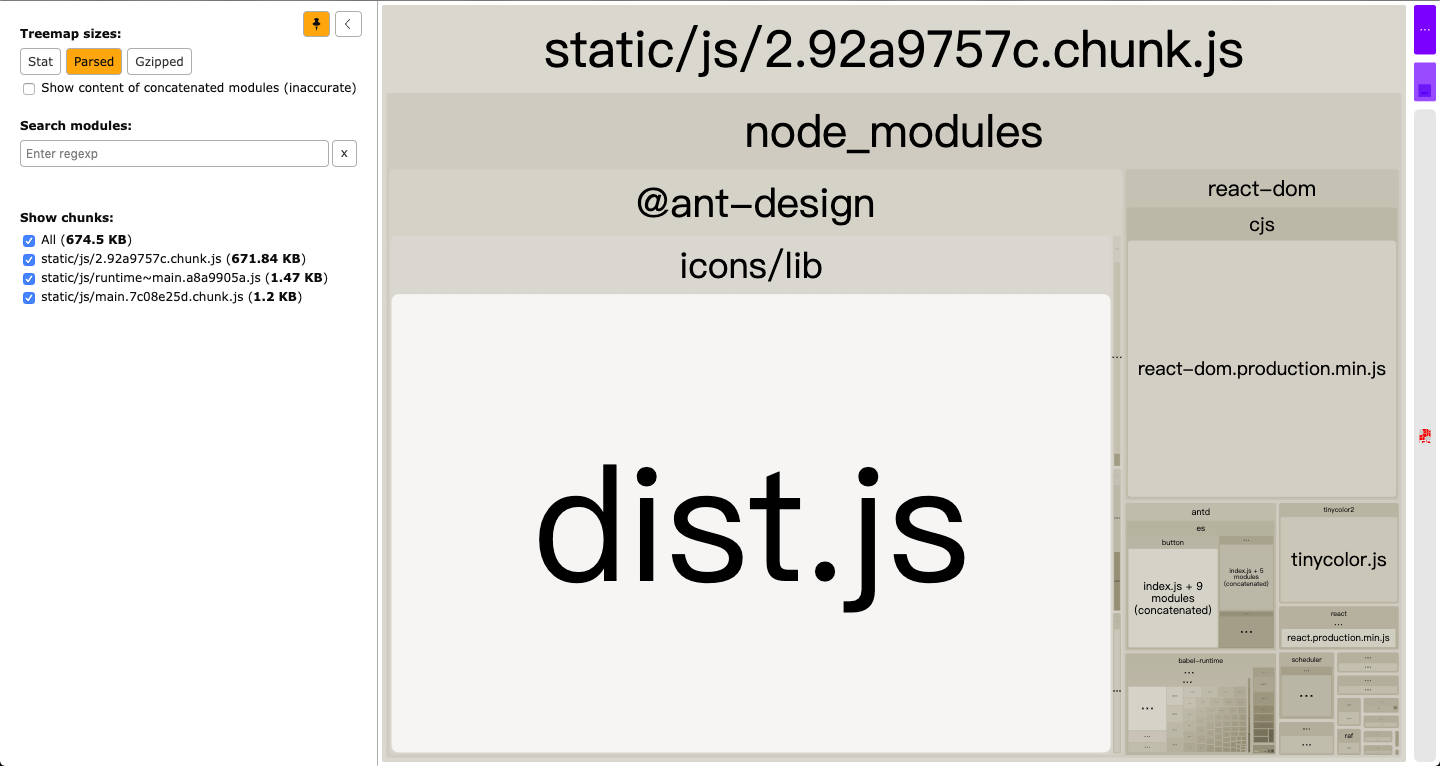 Treemap sizes:
Stat
Parsed
Gzipped
Show content of concatenated modules (inaccurate)
Search modules:
Enter regexp
x
Show chunks:
All (674.5 KB)
static/js/2.92a9757c.chunk.js (671.84 KB)
static/js/runtime~main.a8a9905a.js (1.47 KB)
static/js/main.7c08e25d.chunk.js (1.2 KB)
static/js/2.92a9757c.chunk.js
node_modules
@ant-design
icons/lib
dist.js
...
...
react-dom
cjs
react-dom.production.min.js
antd
es
button
index.js + 9
modules
(concatenated)
...
index.js + 5
modules
(concatenated)
...
tinycolor2
tinycolor.js
react
...
react.production.min.js
babel-runtime
...
...
...
scheduler
...
...
...
...
raf
...